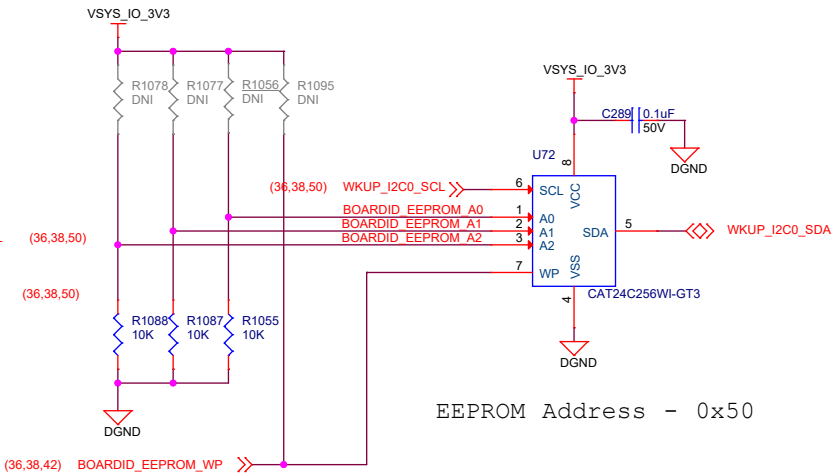 VSYS_IO_3V3
R1078
DNI
R1077
DNI
R1056
DNI
R1095
DNI
VSYS_IO_3V3
C289
0.1uF
50V
DGND
U72
8
VCC
(36,38,50) WKUP_I2C0_SCL
6
SCL
BOARDID_EEPROM_A0
1
A0
BOARDID_EEPROM_A1
2
A1
BOARDID_EEPROM_A2
3
A2
7
WP
SDA
5
WKUP_I2C0_SDA
VSS
4
CAT24C256WI-GT3
DGND
(36,38,50)
(36,38,50)
R1088
10K
R1087
10K
R1055
10K
DGND
EEPROM Address - 0x50
(36,38,42) BOARDID_EEPROM_WP